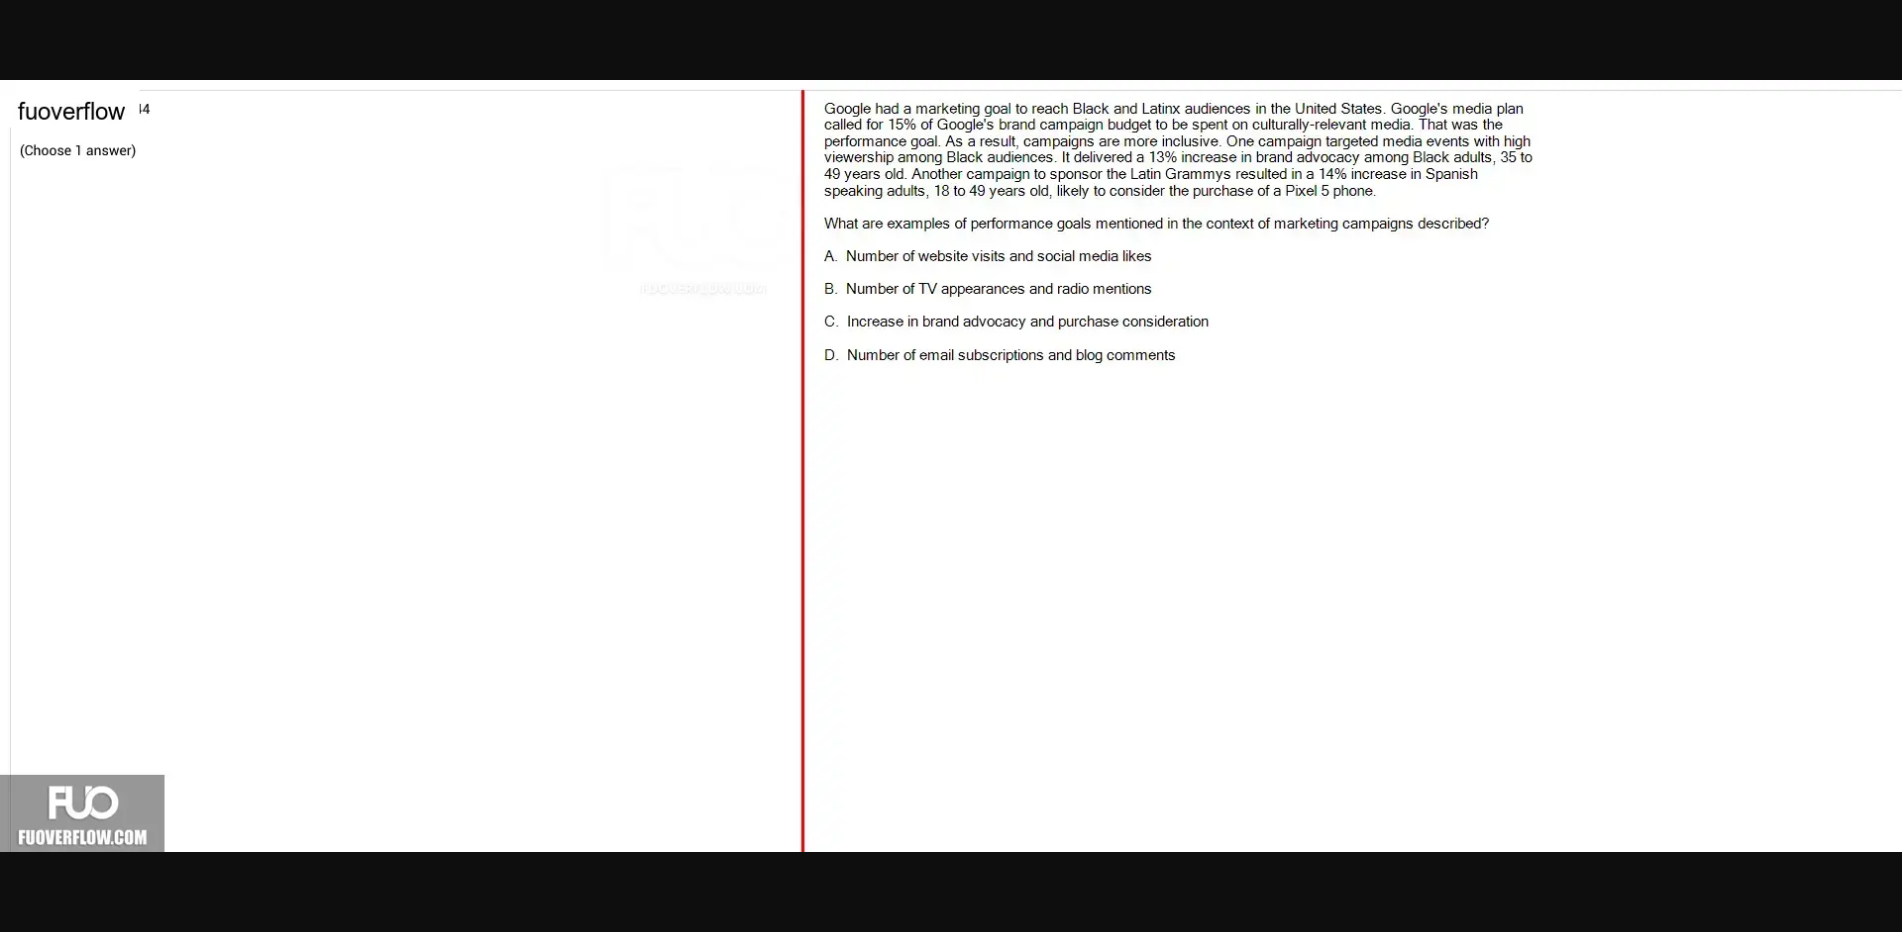 fuoverflow
44
(Choose 1 answer)
Google had a marketing goal to reach Black and Latinx audiences in the United States. Google's media plan
called for 15% of Google's brand campaign budget to be spent on culturally-relevant media. That was the
performance goal. As a result, campaigns are more inclusive. One campaign targeted media events with high
viewership among Black audiences. It delivered a 13% increase in brand advocacy among Black adults, 35 to
49 years old. Another campaign to sponsor the Latin Grammys resulted in a 14% increase in Spanish
speaking adults, 18 to 49 years old, likely to consider the purchase of a Pixel 5 phone.
What are examples of performance goals mentioned in the context of marketing campaigns described?
A. Number of website visits and social media likes
B. Number of TV appearances and radio mentions
C. Increase in brand advocacy and purchase consideration
D. Number of email subscriptions and blog comments
FUO
FUOVERFLOW.COM
FUO
FUOVERFLOW.COM